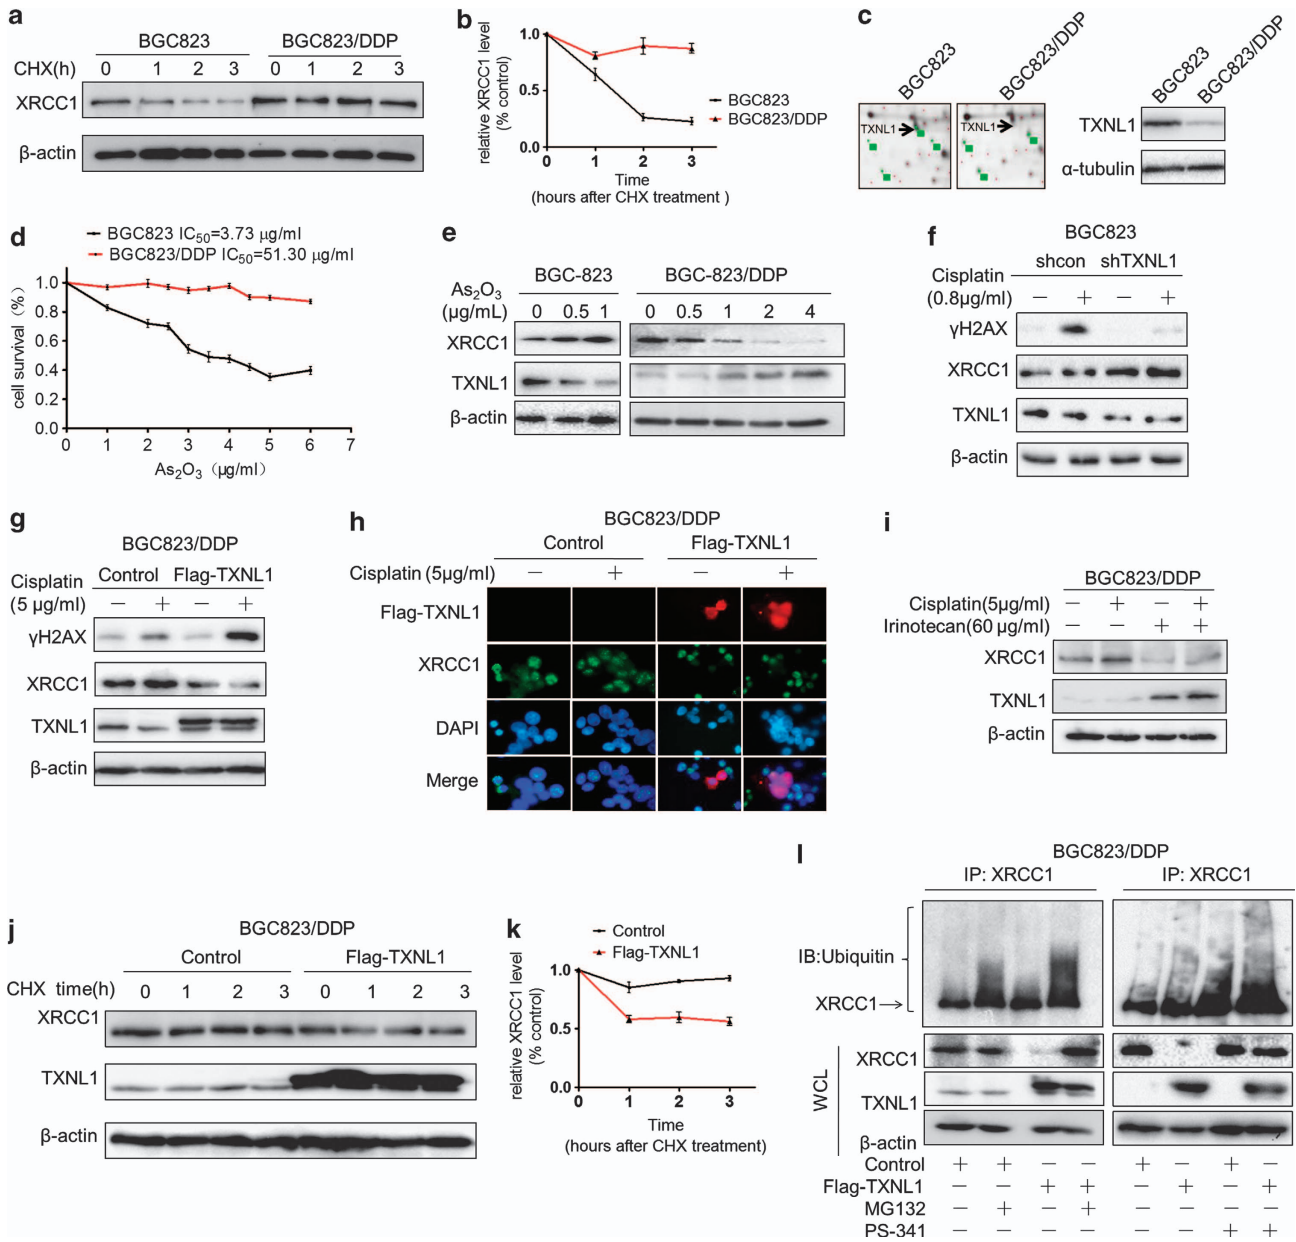 a
BGC823 BGC823/DDP
CHX(h) 0 1 2 3 0 1 2 3
XRCC1
β-actin
b
relative XRCC1 level
(% control)
1.0
0.5
0.0
0 1 2 3
Time
(hours after CHX treatment )
BGC823
BGC823/DDP
c
BGC823 BGC823/DDP
TXNL1 TXNL1
BGC823 BGC823/DDP
TXNL1
α-tubulin
d
BGC823 IC50=3.73 µg/ml
BGC823/DDP IC50=51.30 µg/ml
cell survival (%)
1.0
0.8
0.6
0.4
0.2
0.0
0 1 2 3 4 5 6 7
As2O3 (µg/ml)
e
BGC-823 BGC-823/DDP
As2O3
(µg/mL) 0 0.5 1 0 0.5 1 2 4
XRCC1
TXNL1
β-actin
f
BGC823
shcon shTXNL1
Cisplatin
(0.8µg/ml) − + − +
γH2AX
XRCC1
TXNL1
β-actin
g
BGC823/DDP
Control Flag-TXNL1
Cisplatin
(5 µg/ml) − + − +
γH2AX
XRCC1
TXNL1
β-actin
h
BGC823/DDP
Control Flag-TXNL1
Cisplatin (5µg/ml) − + − +
Flag-TXNL1
XRCC1
DAPI
Merge
i
BGC823/DDP
Cisplatin(5µg/ml) − + − +
Irinotecan(60 µg/ml) − − + +
XRCC1
TXNL1
β-actin
j
BGC823/DDP
Control Flag-TXNL1
CHX time(h) 0 1 2 3 0 1 2 3
XRCC1
TXNL1
β-actin
k
Control
Flag-TXNL1
relative XRCC1 level
(% control)
1.0
0.5
0.0
0 1 2 3
Time
(hours after CHX treatment)
l
BGC823/DDP
IP: XRCC1 IP: XRCC1
IB:Ubiquitin
XRCC1→
WCL
XRCC1
TXNL1
β-actin
Control + + − − + − + −
Flag-TXNL1 − − + + − + − +
MG132 − + − + − − − −
PS-341 − − − − − − + +